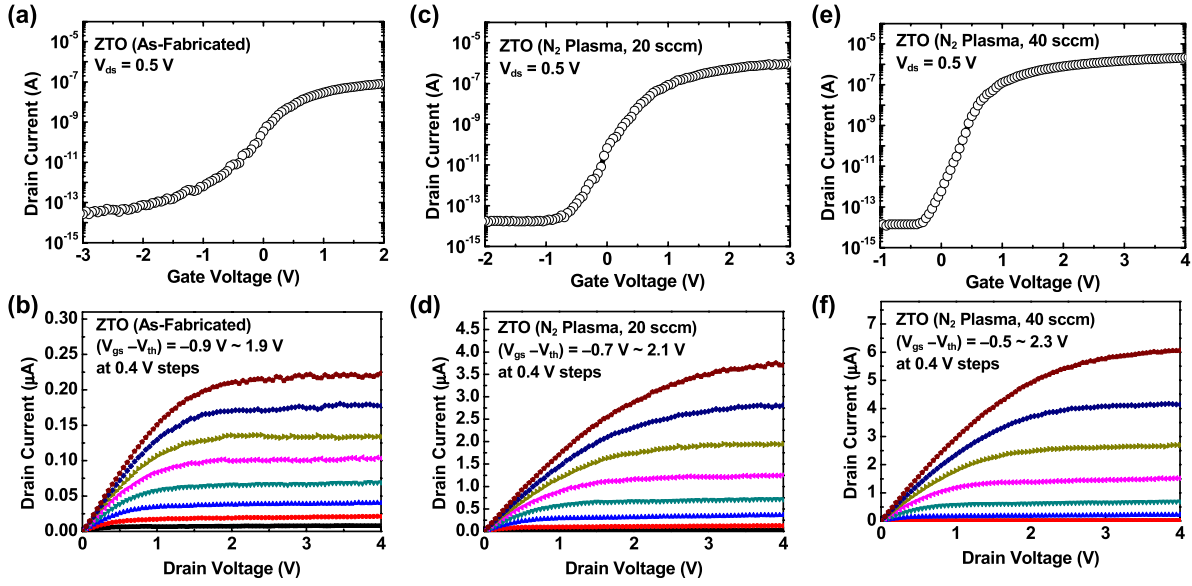 (a)
10⁻⁵
10⁻⁷
10⁻⁹
10⁻¹¹
10⁻¹³
10⁻¹⁵
Drain Current (A)
ZTO (As-Fabricated)
V_ds = 0.5 V
-3 -2 -1 0 1 2
Gate Voltage (V)
(c)
10⁻⁵
10⁻⁷
10⁻⁹
10⁻¹¹
10⁻¹³
10⁻¹⁵
Drain Current (A)
ZTO (N₂ Plasma, 20 sccm)
V_ds = 0.5 V
-2 -1 0 1 2 3
Gate Voltage (V)
(e)
10⁻⁵
10⁻⁷
10⁻⁹
10⁻¹¹
10⁻¹³
10⁻¹⁵
Drain Current (A)
ZTO (N₂ Plasma, 40 sccm)
V_ds = 0.5 V
-1 0 1 2 3 4
Gate Voltage (V)
(b)
0.30
0.25
0.20
0.15
0.10
0.05
0.00
Drain Current (µA)
ZTO (As-Fabricated)
(V_gs –V_th) = –0.9 V ~ 1.9 V
at 0.4 V steps
0 1 2 3 4
Drain Voltage (V)
(d)
4.5
4.0
3.5
3.0
2.5
2.0
1.5
1.0
0.5
0.0
Drain Current (µA)
ZTO (N₂ Plasma, 20 sccm)
(V_gs –V_th) = –0.7 V ~ 2.1 V
at 0.4 V steps
0 1 2 3 4
Drain Voltage (V)
(f)
7
6
5
4
3
2
1
0
Drain Current (µA)
ZTO (N₂ Plasma, 40 sccm)
(V_gs –V_th) = –0.5 ~ 2.3 V
at 0.4 V steps
0 1 2 3 4
Drain Voltage (V)